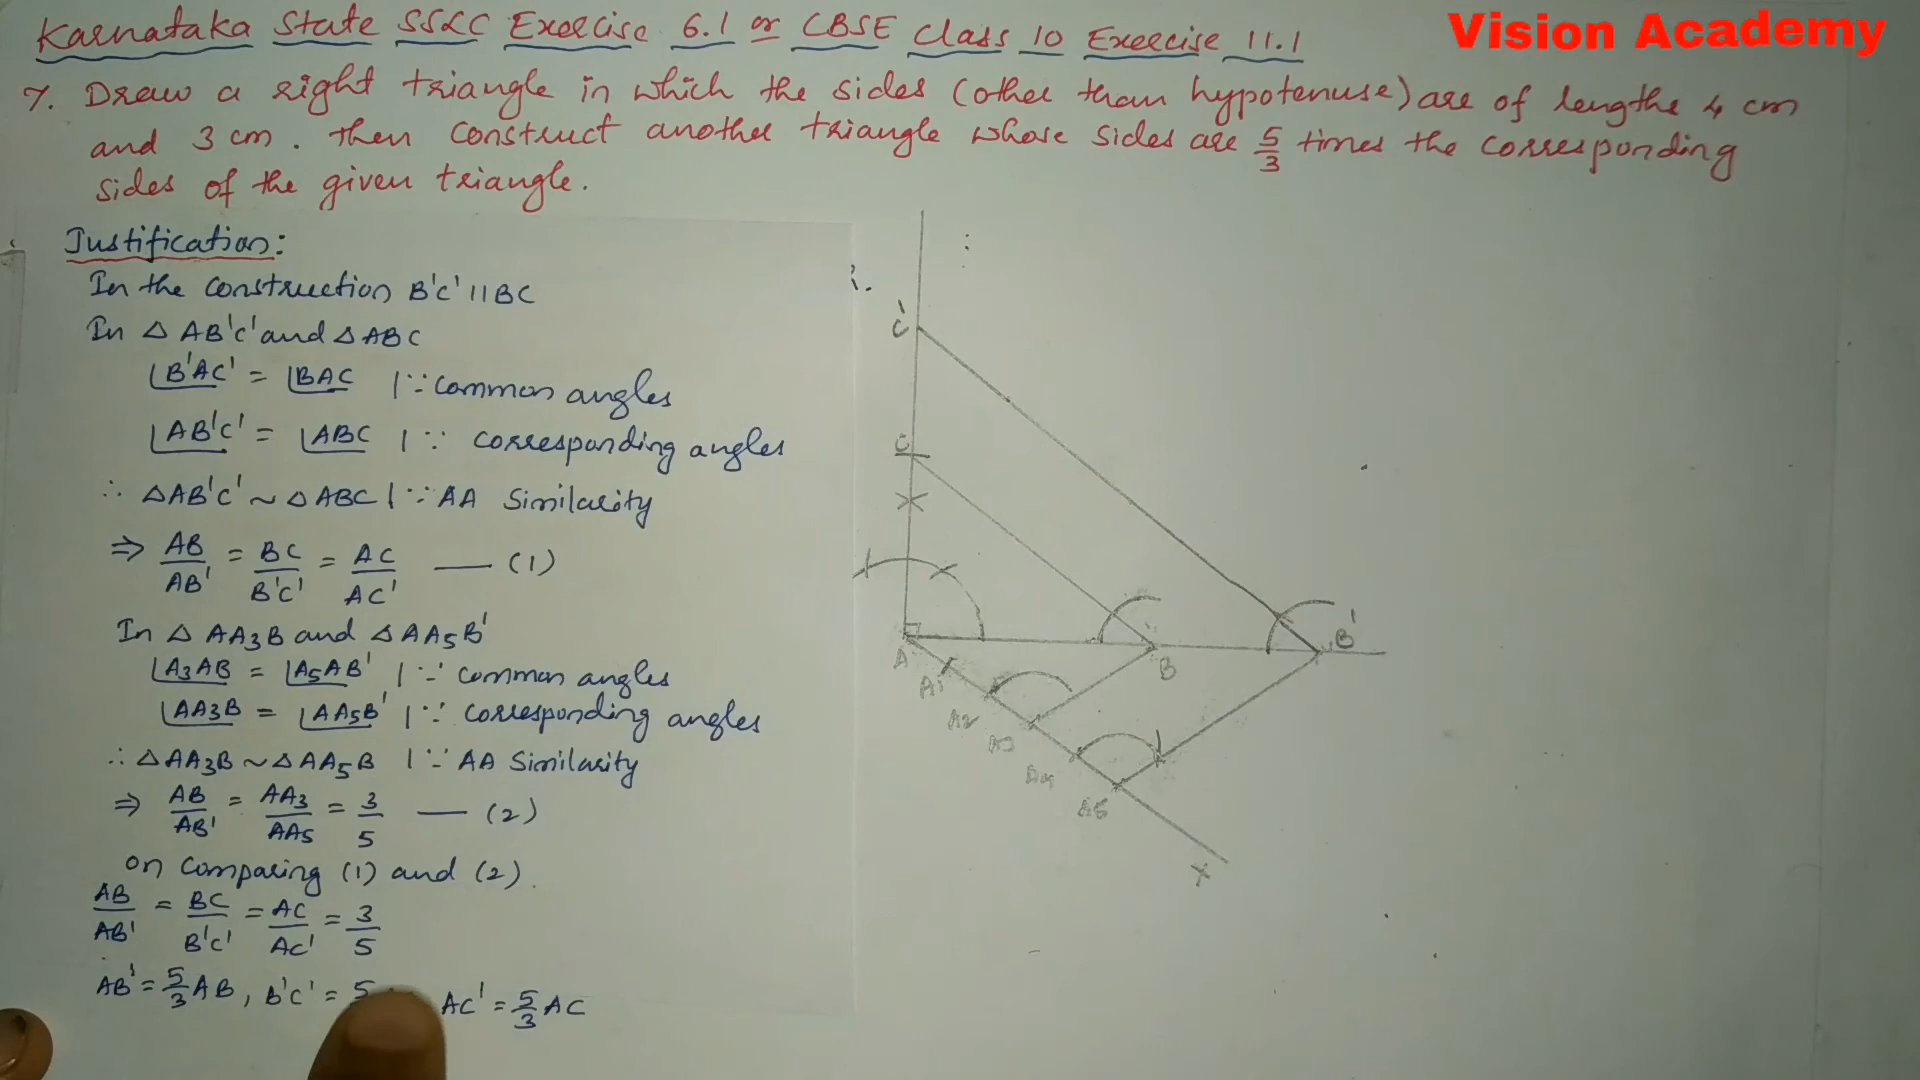 Karnataka State SSLC Exercise 6.1 or CBSE Class 10 Exercise 11.1
Vision Academy
7. Draw a right triangle in which the sides (other than hypotenuse) are of lengths 4 cm
and 3 cm. Then construct another triangle whose sides are 5/3 times the corresponding
sides of the given triangle.
Justification:
In the construction B'C' || BC
In △ AB'C' and △ ABC
∠B'AC' = ∠BAC | ∵ common angles
∠AB'C' = ∠ABC | ∵ corresponding angles
∴ △AB'C' ~ △ABC | ∵ AA Similarity
⇒ AB/AB' = BC/B'C' = AC/AC' — (1)
In △ AA3B and △AA5B'
∠A3AB = ∠A5AB' | ∵ common angles
∠AA3B = ∠AA5B' | ∵ corresponding angles
∴ △AA3B ~ △AA5B | ∵ AA Similarity
⇒ AB/AB' = AA3/AA5 = 3/5 — (2)
on comparing (1) and (2).
AB/AB' = BC/B'C' = AC/AC' = 3/5
AB' = 5/3 AB, B'C' = 5 AC' = 5/3 AC
C'
C
A
B
B'
A1
A2
A3
A4
A5
X